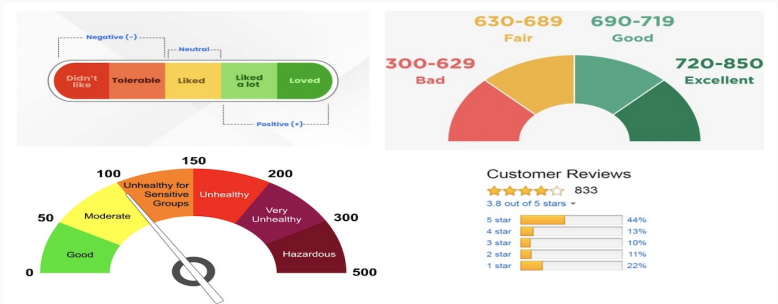 Negative (-)
Neutral
Didn't
like
Tolerable
Liked
Liked
a lot
Loved
Positive (+)
630-689
Fair
690-719
Good
300-629
Bad
720-850
Excellent
150
100
200
Unhealthy for
Sensitive
Groups
Unhealthy
50
Moderate
Very
Unhealthy
300
Good
Hazardous
0
500
Customer Reviews
833
3.8 out of 5 stars
5 star 44%
4 star 13%
3 star 10%
2 star 11%
1 star 22%